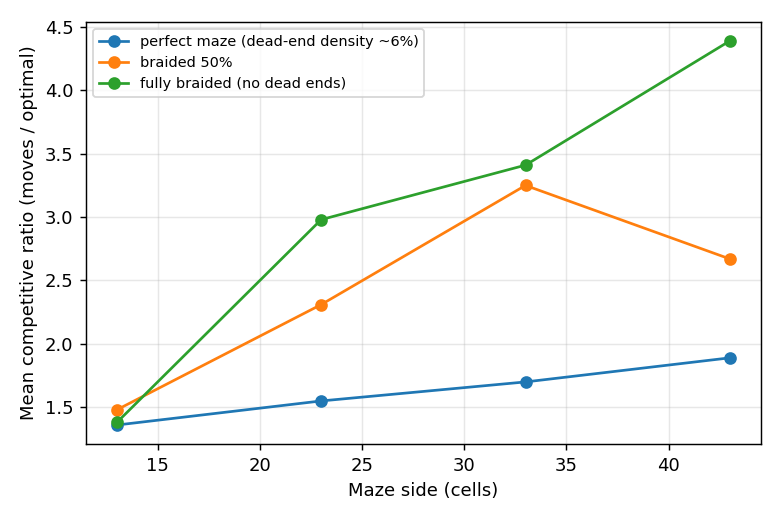 perfect maze (dead-end density ~6%)
braided 50%
fully braided (no dead ends)
Mean competitive ratio (moves / optimal)
4.5
4.0
3.5
3.0
2.5
2.0
1.5
15 20 25 30 35 40
Maze side (cells)